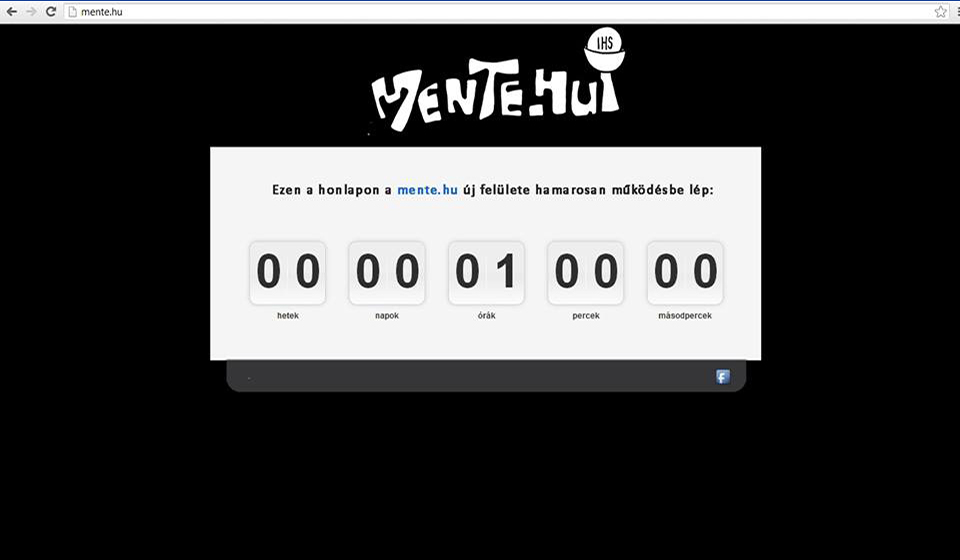 mente.hu
IHS
MENTE.HU
Ezen a honlapon a mente.hu új felülete hamarosan működésbe lép:
00 00 01 00 00
hetek napok órák percek másodpercek
f